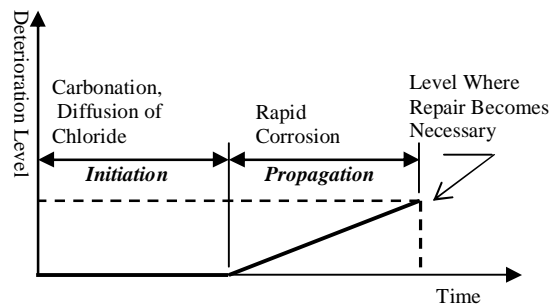 Deterioration Level
Carbonation,
Diffusion of
Chloride
Rapid
Corrosion
Level Where
Repair Becomes
Necessary
Initiation
Propagation
Time